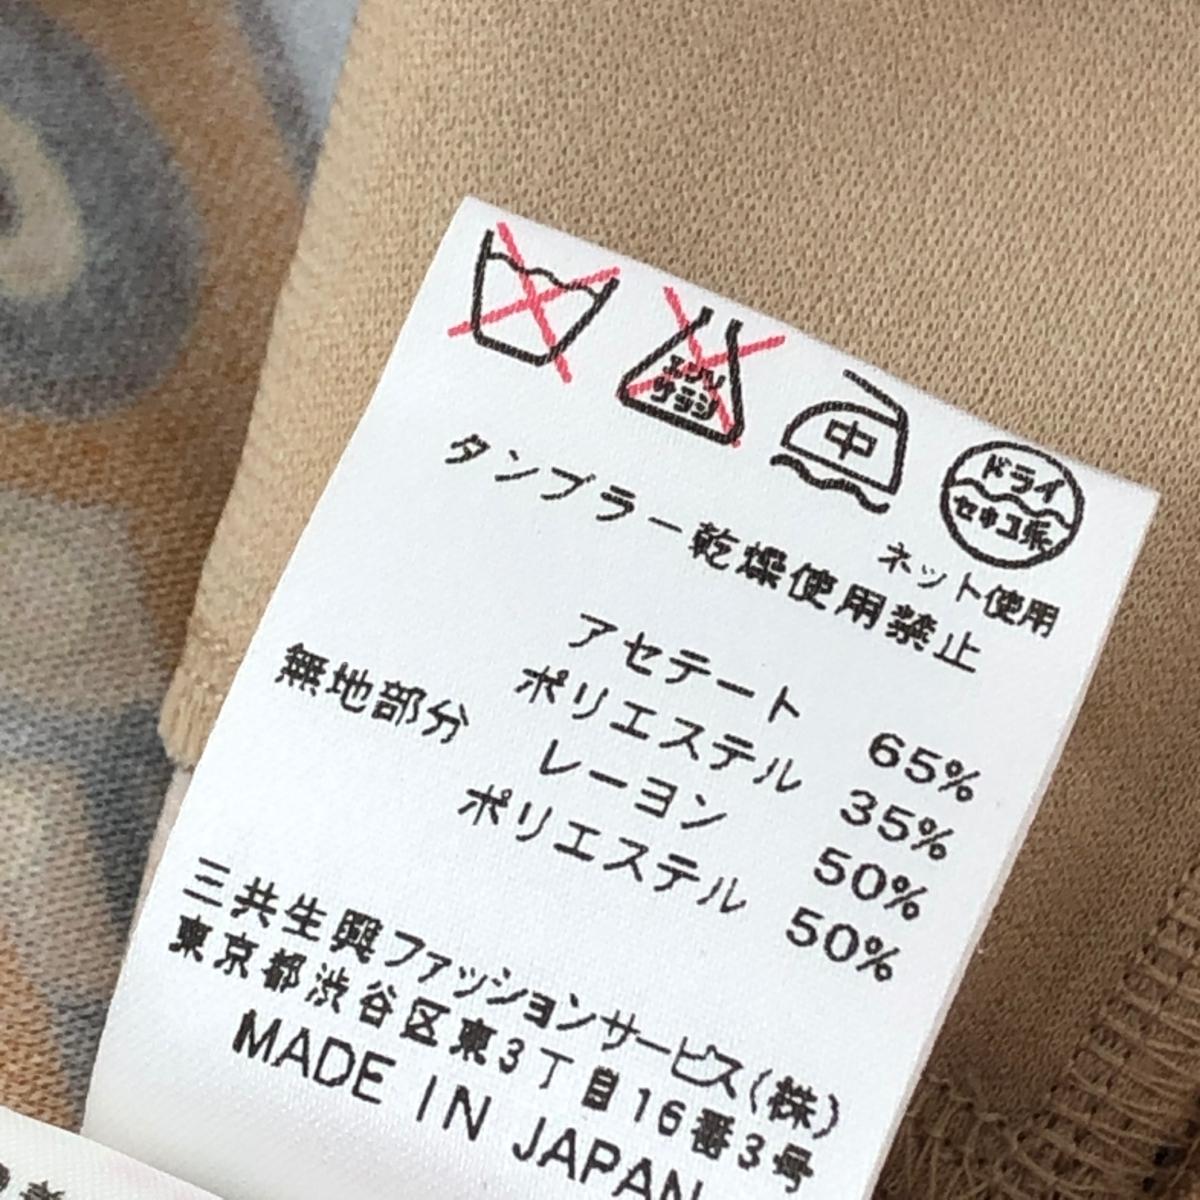 エンソ
サラシ
中
ドライ
セキユ系
ネット使用
タンブラー乾燥使用禁止
アセテート 65%
ポリエステル 35%
無地部分 レーヨン 50%
ポリエステル 50%
三共生興ファッションサービス(株)
東京都渋谷区東3丁目16番3号
MADE IN JAPAN